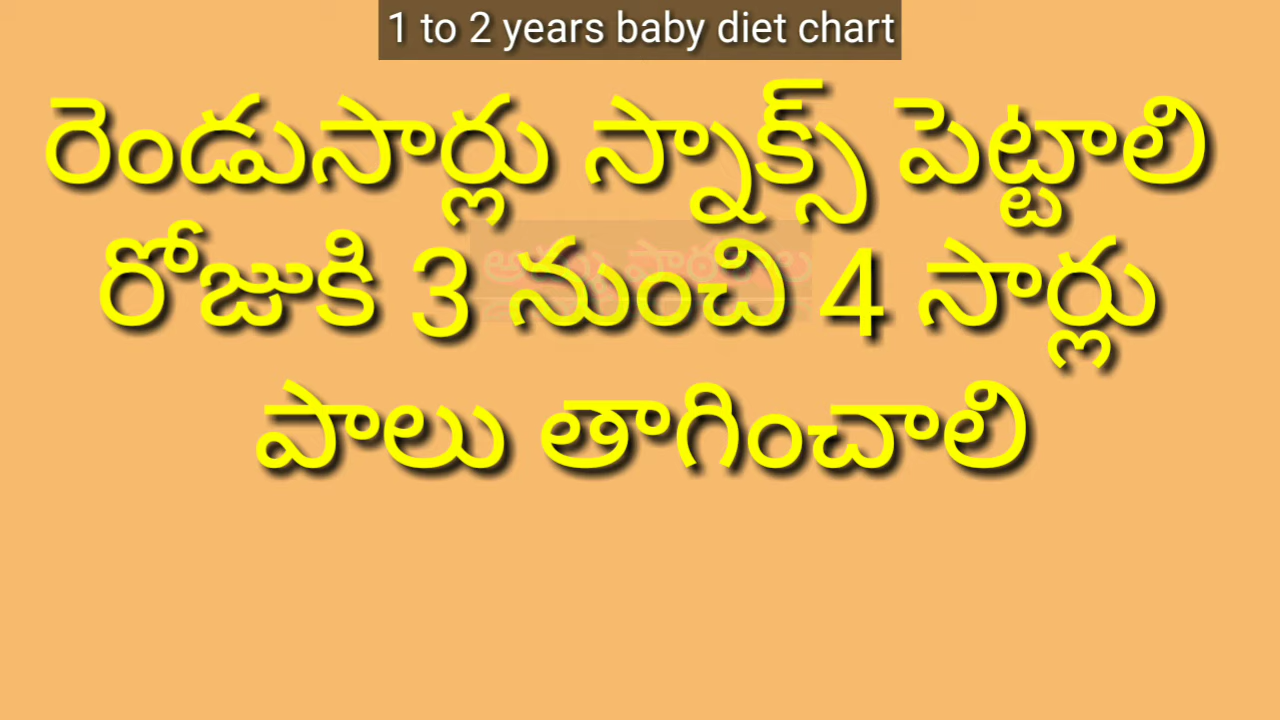 1 to 2 years baby diet chart
రెండుసార్లు స్నాక్స్ పెట్టాలి
రోజుకి 3 నుంచి 4 సార్లు
పాలు తాగించాలి